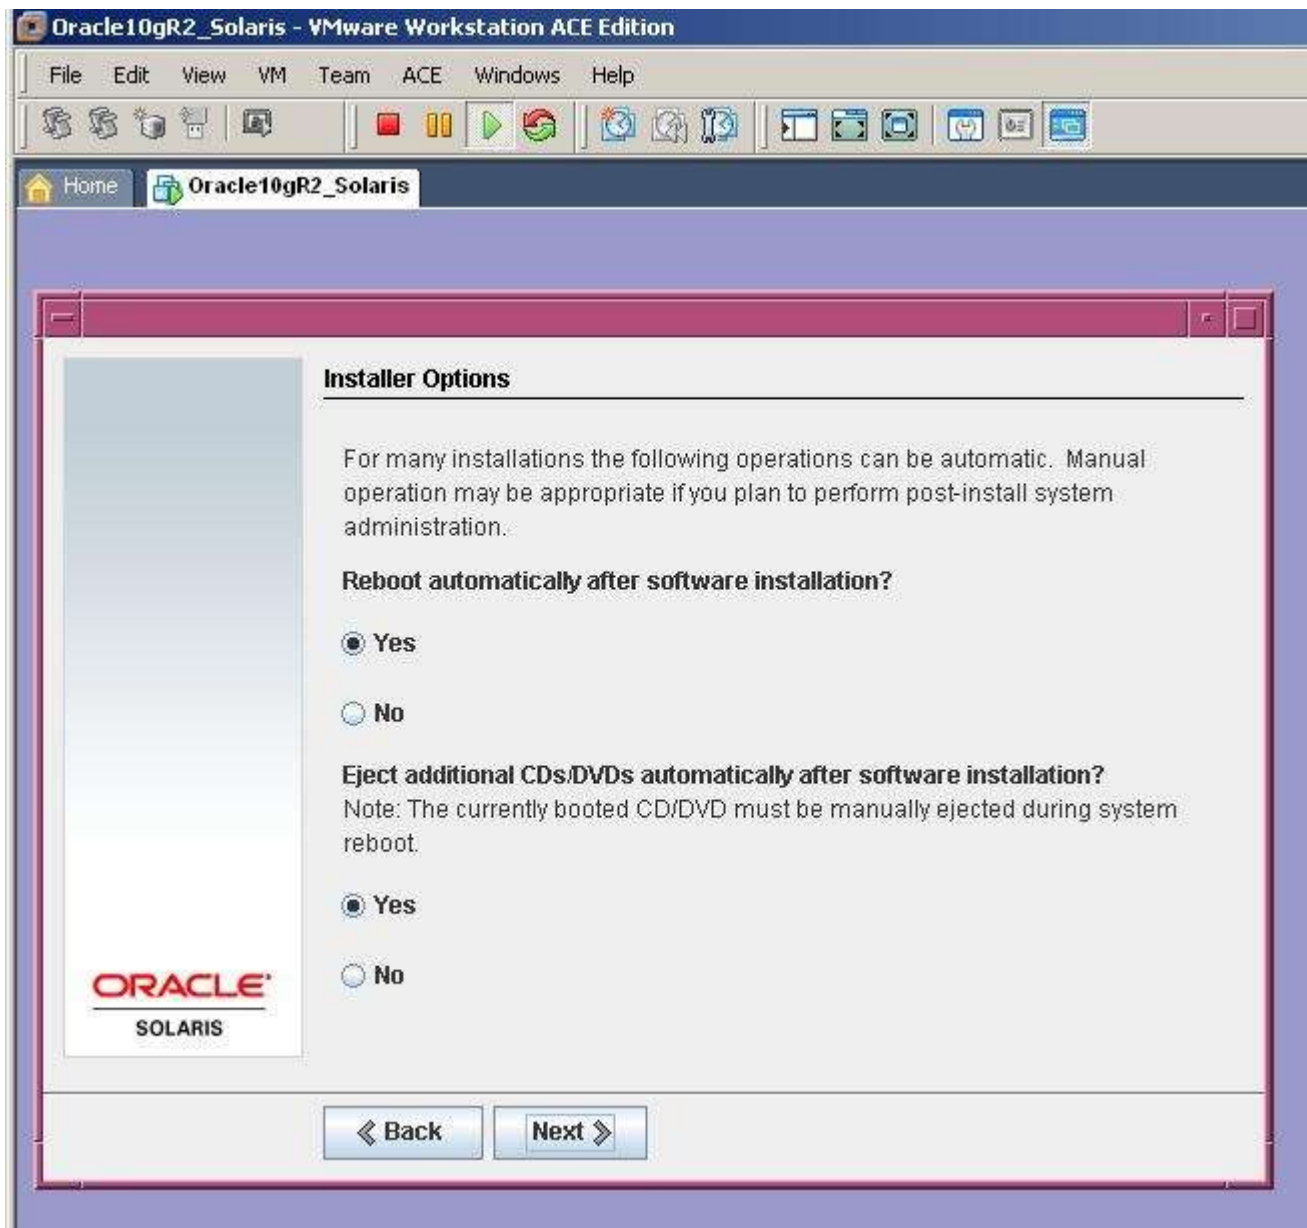 Oracle10gR2_Solaris - VMware Workstation ACE Edition
File Edit View VM Team ACE Windows Help
Home Oracle10gR2_Solaris
Installer Options
For many installations the following operations can be automatic. Manual
operation may be appropriate if you plan to perform post-install system
administration.
Reboot automatically after software installation?
Yes
No
Eject additional CDs/DVDs automatically after software installation?
Note: The currently booted CD/DVD must be manually ejected during system
reboot.
Yes
No
ORACLE
SOLARIS
Back Next